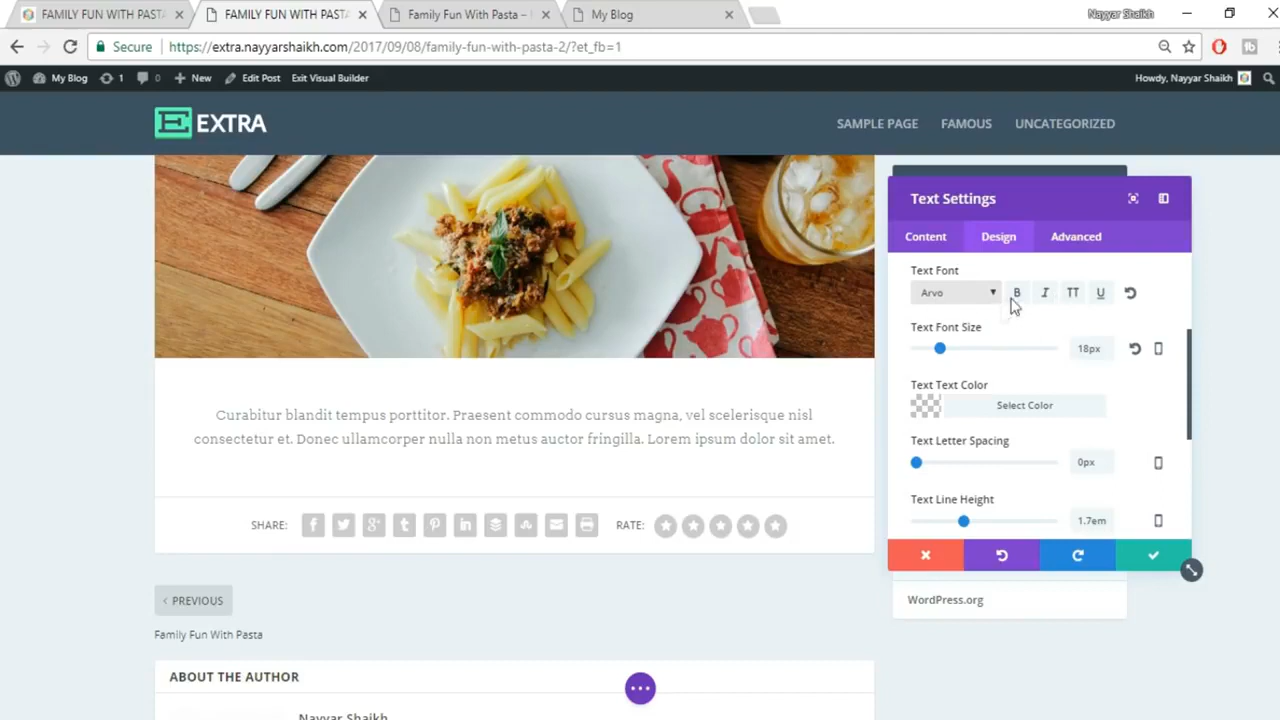 FAMILY FUN WITH PAST
FAMILY FUN WITH PAST
Family Fun With Pasta –
My Blog
Nayyar Shaikh
Secure
https://extra.nayyarshaikh.com/2017/09/08/family-fun-with-pasta-2/?et_fb=1
My Blog
1
0
New
Edit Post
Exit Visual Builder
Howdy, Nayyar Shaikh
E EXTRA
SAMPLE PAGE
FAMOUS
UNCATEGORIZED
Text Settings
Content
Design
Advanced
Text Font
Arvo
B
I
TT
U
Text Font Size
18px
Text Text Color
Select Color
Text Letter Spacing
0px
Text Line Height
1.7em
Curabitur blandit tempus porttitor. Praesent commodo cursus magna, vel scelerisque nisl
consectetur et. Donec ullamcorper nulla non metus auctor fringilla. Lorem ipsum dolor sit amet.
SHARE:
RATE:
WordPress.org
PREVIOUS
Family Fun With Pasta
ABOUT THE AUTHOR
Nayyar Shaikh